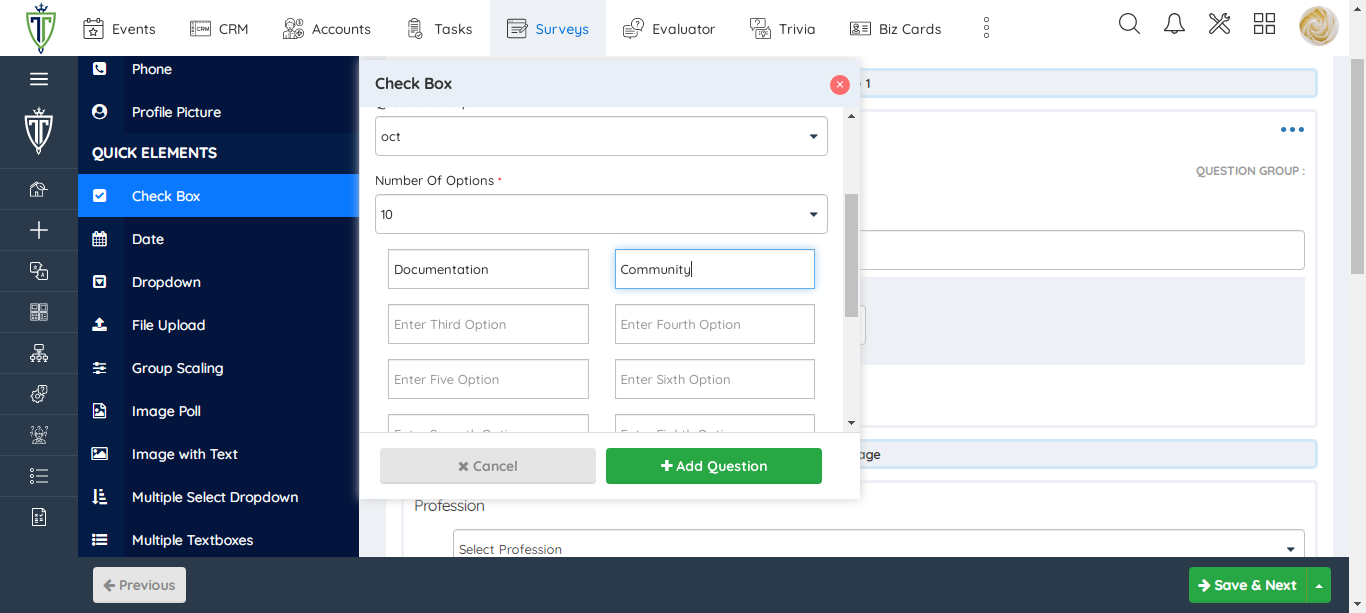 Events
CRM
CRM
Accounts
Tasks
Surveys
Evaluator
Trivia
Biz Cards
Phone
Profile Picture
QUICK ELEMENTS
Check Box
Date
Dropdown
File Upload
Group Scaling
Image Poll
Image with Text
Multiple Select Dropdown
Multiple Textboxes
Check Box
oct
Number Of Options *
10
Documentation
Community
Enter Third Option
Enter Fourth Option
Enter Five Option
Enter Sixth Option
Cancel
Add Question
1
QUESTION GROUP :
age
Profession
Select Profession
Previous
Save & Next